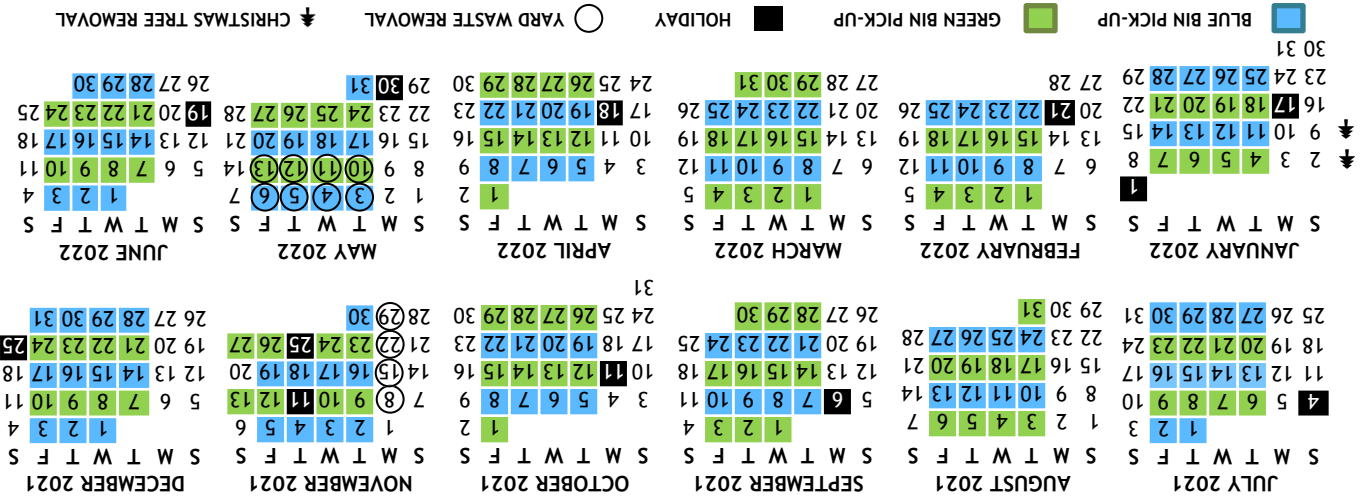 JULY 2021
S M T W T F S
1 2 3
4 5 6 7 8 9 10
11 12 13 14 15 16 17
18 19 20 21 22 23 24
25 26 27 28 29 30 31
AUGUST 2021
S M T W T F S
1 2 3 4 5 6 7
8 9 10 11 12 13 14
15 16 17 18 19 20 21
22 23 24 25 26 27 28
29 30 31
SEPTEMBER 2021
S M T W T F S
1 2 3 4
5 6 7 8 9 10 11
12 13 14 15 16 17 18
19 20 21 22 23 24 25
26 27 28 29 30
OCTOBER 2021
S M T W T F S
1 2
3 4 5 6 7 8 9
10 11 12 13 14 15 16
17 18 19 20 21 22 23
24 25 26 27 28 29 30
31
NOVEMBER 2021
S M T W T F S
1 2 3 4 5 6
7 8 9 10 11 12 13
14 15 16 17 18 19 20
21 22 23 24 25 26 27
28 29 30
DECEMBER 2021
S M T W T F S
1 2 3 4
5 6 7 8 9 10 11
12 13 14 15 16 17 18
19 20 21 22 23 24 25
26 27 28 29 30 31
JANUARY 2022
S M T W T F S
1
2 3 4 5 6 7 8
9 10 11 12 13 14 15
16 17 18 19 20 21 22
23 24 25 26 27 28 29
30 31
FEBRUARY 2022
S M T W T F S
1 2 3 4 5
6 7 8 9 10 11 12
13 14 15 16 17 18 19
20 21 22 23 24 25 26
27 28
MARCH 2022
S M T W T F S
1 2 3 4 5
6 7 8 9 10 11 12
13 14 15 16 17 18 19
20 21 22 23 24 25 26
27 28 29 30 31
APRIL 2022
S M T W T F S
1 2
3 4 5 6 7 8 9
10 11 12 13 14 15 16
17 18 19 20 21 22 23
24 25 26 27 28 29 30
MAY 2022
S M T W T F S
1 2 3 4 5 6 7
8 9 10 11 12 13 14
15 16 17 18 19 20 21
22 23 24 25 26 27 28
29 30 31
JUNE 2022
S M T W T F S
1 2 3 4
5 6 7 8 9 10 11
12 13 14 15 16 17 18
19 20 21 22 23 24 25
26 27 28 29 30
BLUE BIN PICK-UP
GREEN BIN PICK-UP
HOLIDAY
YARD WASTE REMOVAL
CHRISTMAS TREE REMOVAL